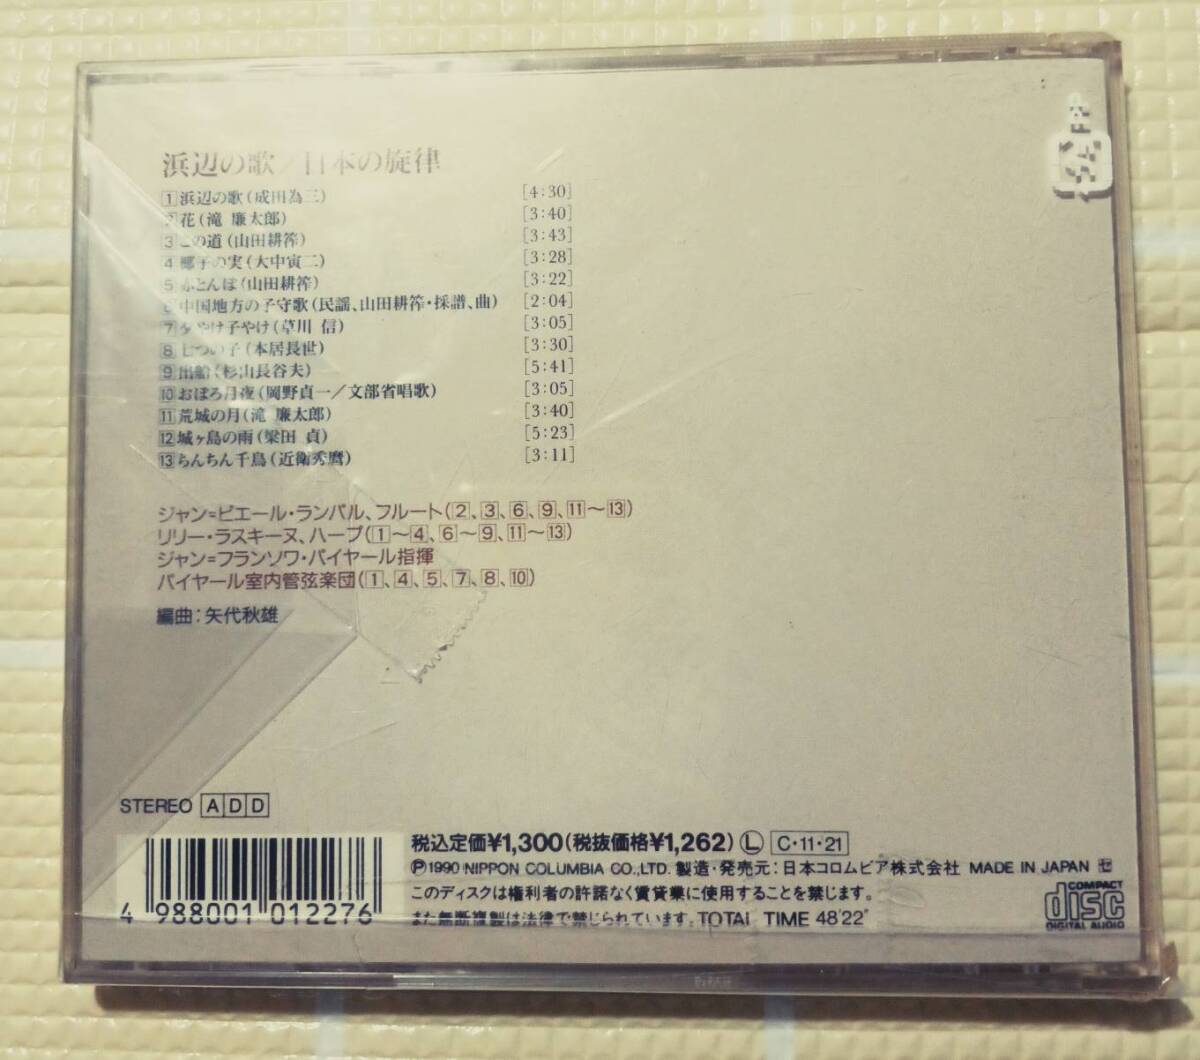 浜辺の歌/日本の旋律
1 浜辺の歌(成田為三) [4:30]
2 花(滝 廉太郎) [3:40]
3 この道(山田耕筰) [3:43]
4 椰子の実(大中寅二) [3:28]
5 赤とんぼ(山田耕筰) [3:22]
6 中国地方の子守歌(民謡、山田耕筰・採譜、曲) [2:04]
7 夕やけ子やけ(草川 信) [3:05]
8 七つの子(本居長世) [3:30]
9 出船(杉山長谷夫) [5:41]
10 おぼろ月夜(岡野貞一/文部省唱歌) [3:05]
11 荒城の月(滝 廉太郎) [3:40]
12 城ヶ島の雨(梁田 貞) [5:23]
13 ちんちん千鳥(近衛秀麿) [3:11]
ジャン=ピエール・ランパル、フルート(2、3、6、9、11〜13)
リリー・ラスキーヌ、ハープ(1〜4、6〜9、11〜13)
ジャン=フランソワ・パイヤール指揮
パイヤール室内管弦楽団(1、4、5、7、8、10)
編曲:矢代秋雄
STEREO ADD
税込定価¥1,300(税抜価格¥1,262) Ⓛ C・11・21
Ⓟ1990 NIPPON COLUMBIA CO.,LTD. 製造・発売元:日本コロムビア株式会社 MADE IN JAPAN セ
このディスクは権利者の許諾なく賃貸業に使用することを禁じます。
また無断複製は法律で禁じられています。TOTAL TIME 48'22"
4 988001 012276
COMPACT
disc
DIGITAL AUDIO